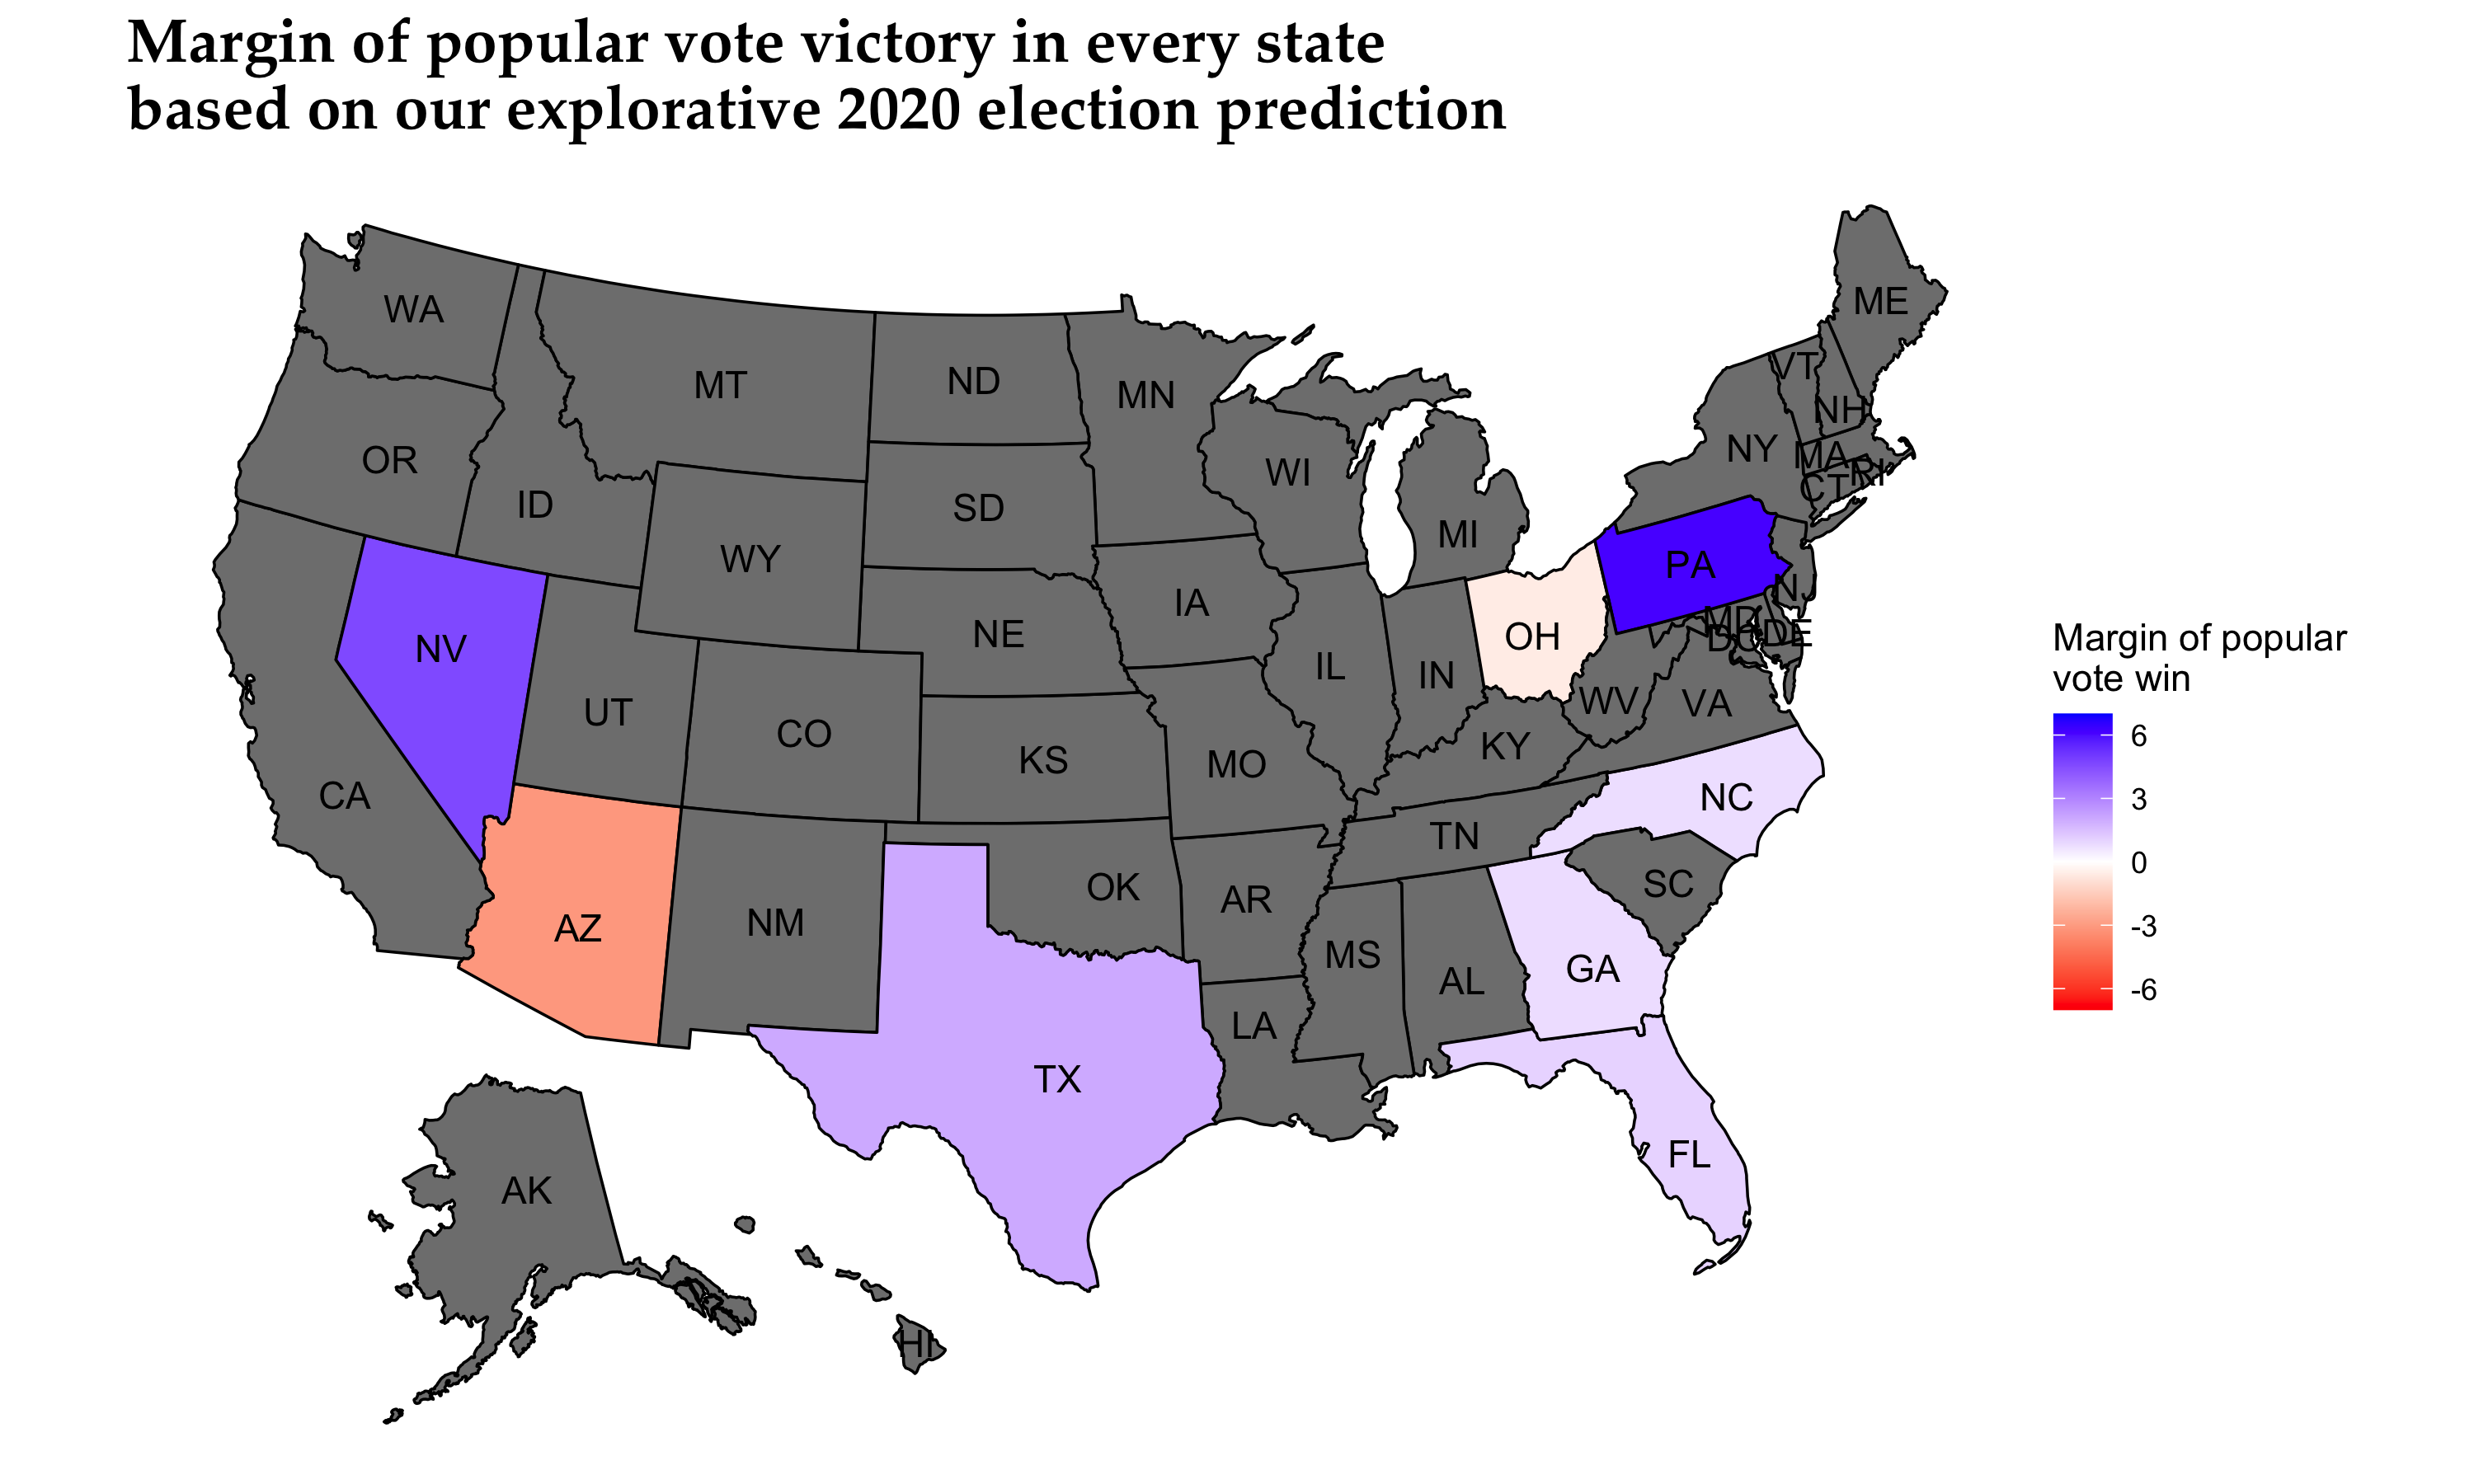 Margin of popular vote victory in every state
based on our explorative 2020 election prediction
WA
ME
MT
ND
MN
VT
NH
OR
NY
WI
MA
RI
CT
ID
SD
MI
WY
PA
NJ
IA
NE
OH
MD
DE
DC
NV
IL
IN
WV
VA
UT
CO
KS
MO
KY
CA
NC
TN
OK
AR
SC
AZ
NM
MS
AL
GA
LA
TX
FL
AK
HI
Margin of popular
vote win
6
3
0
-3
-6